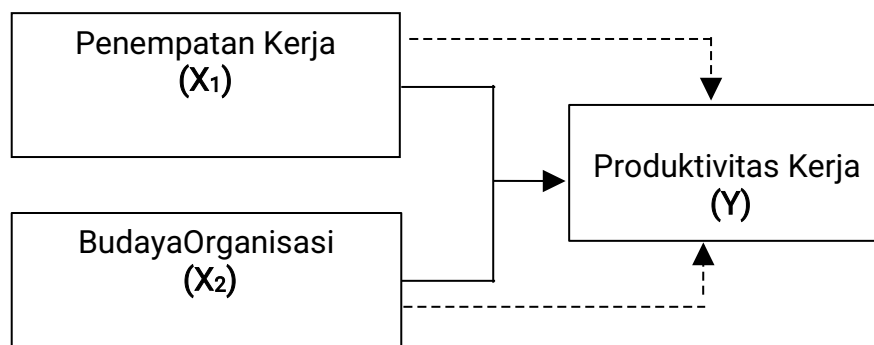 Penempatan Kerja
(X₁)
Produktivitas Kerja
(Y)
BudayaOrganisasi
(X₂)